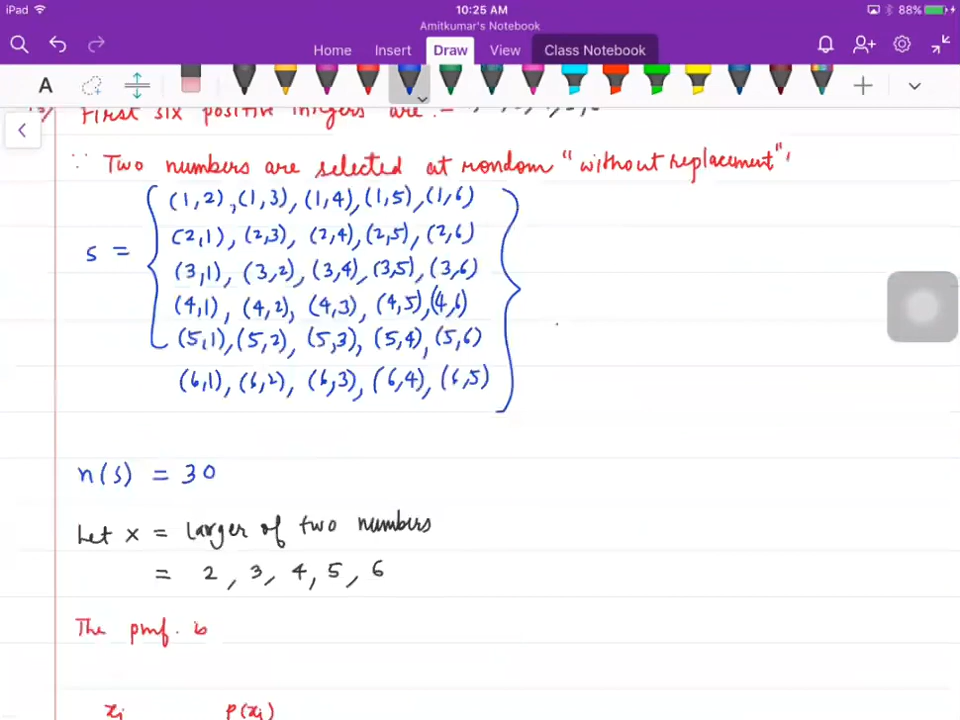 iPad 10:25 AM 88%
Amitkumar's Notebook
Home Insert Draw View Class Notebook
A
First six positive integers are :-
∵ Two numbers are selected at random "without replacement"
S = { (1,2), (1,3), (1,4), (1,5), (1,6)
(2,1), (2,3), (2,4), (2,5), (2,6)
(3,1), (3,2), (3,4), (3,5), (3,6)
(4,1), (4,2), (4,3), (4,5), (4,6)
(5,1), (5,2), (5,3), (5,4), (5,6)
(6,1), (6,2), (6,3), (6,4), (6,5) }
n(S) = 30
Let x = larger of two numbers
= 2, 3, 4, 5, 6
The pmf. is
xi P(xi)